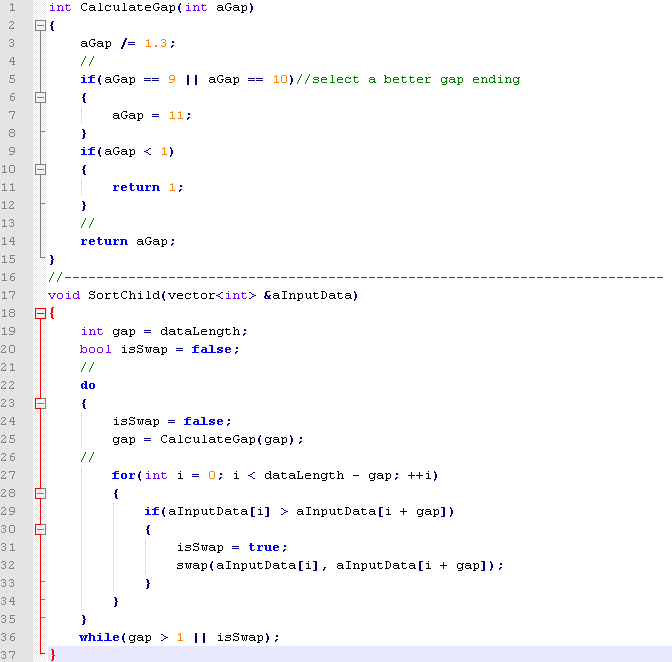 1 int CalculateGap(int aGap)
2 {
3 aGap /= 1.3;
4 //
5 if(aGap == 9 || aGap == 10)//select a better gap ending
6 {
7 aGap = 11;
8 }
9 if(aGap < 1)
10 {
11 return 1;
12 }
13 //
14 return aGap;
15 }
16 //---------------------------------------------------------------------------
17 void SortChild(vector<int> &aInputData)
18 {
19 int gap = dataLength;
20 bool isSwap = false;
21 //
22 do
23 {
24 isSwap = false;
25 gap = CalculateGap(gap);
26 //
27 for(int i = 0; i < dataLength - gap; ++i)
28 {
29 if(aInputData[i] > aInputData[i + gap])
30 {
31 isSwap = true;
32 swap(aInputData[i], aInputData[i + gap]);
33 }
34 }
35 }
36 while(gap > 1 || isSwap);
37 }